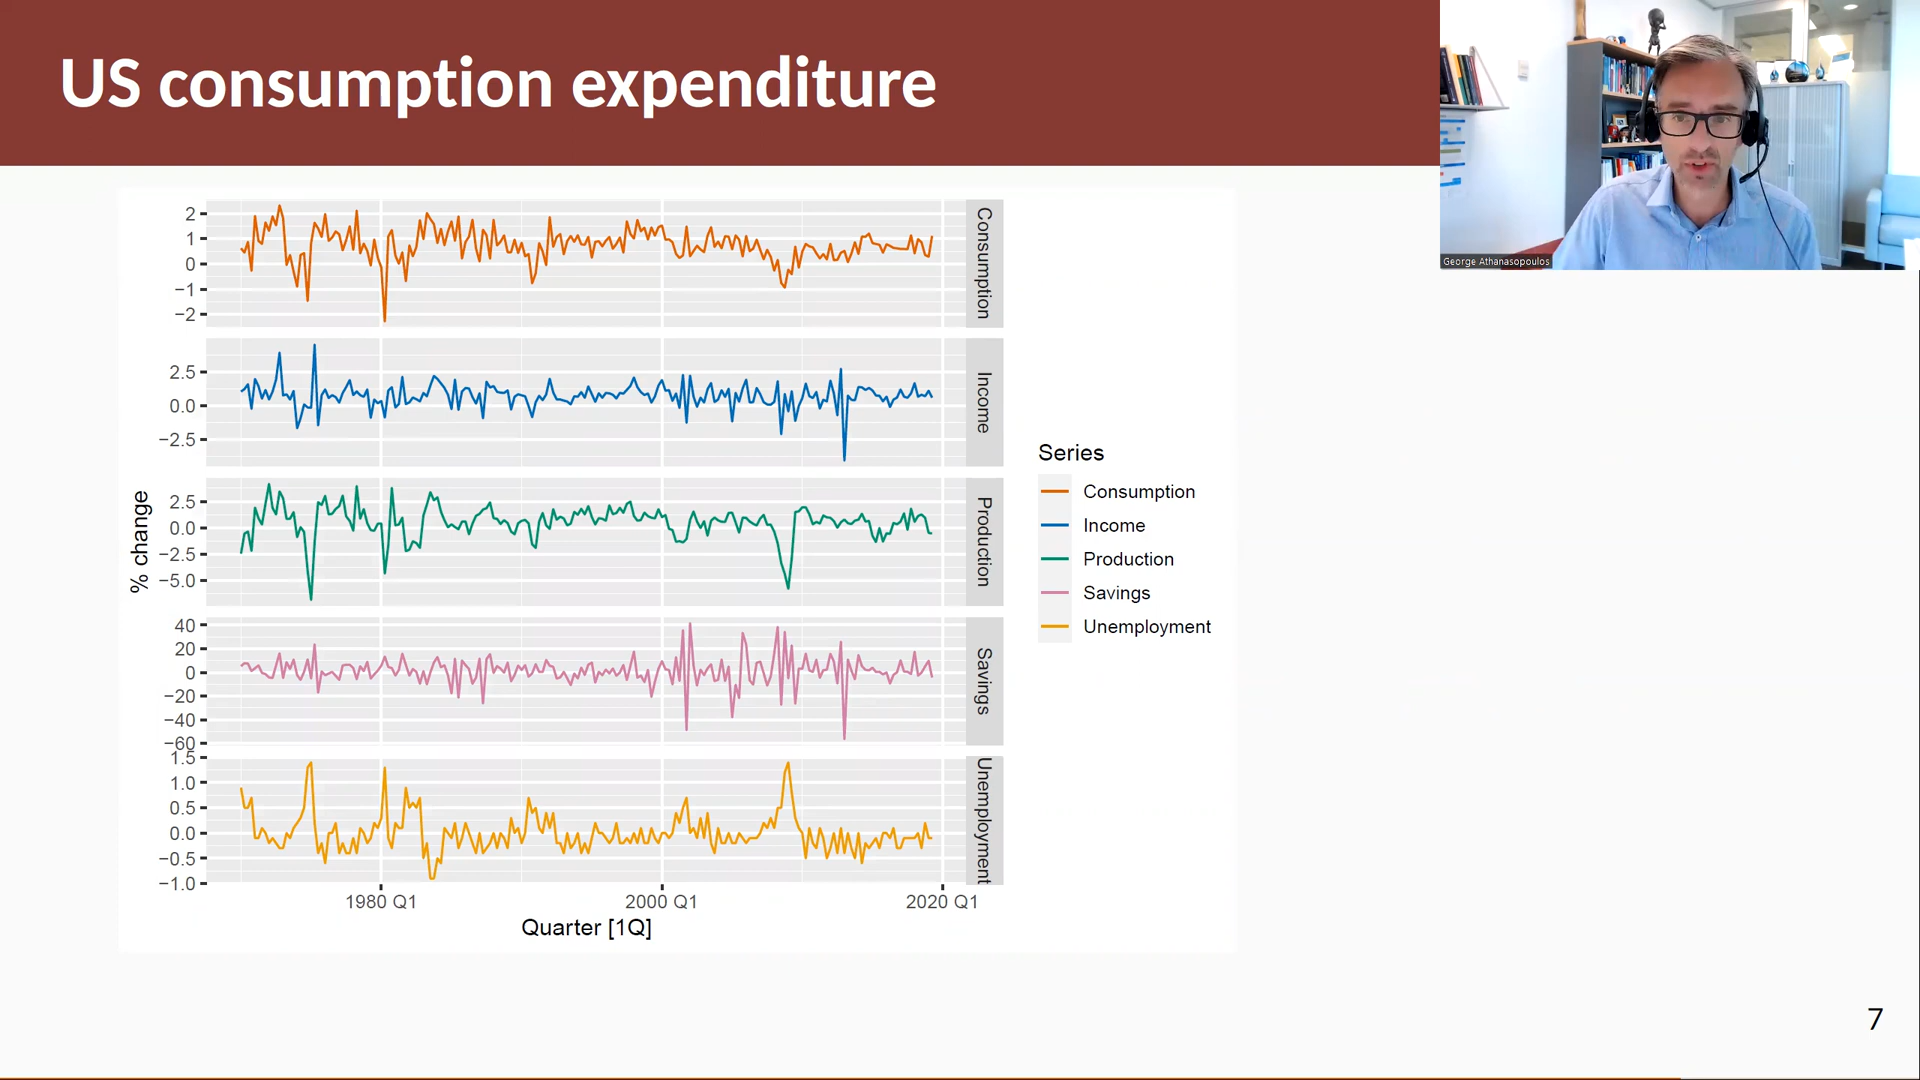 US consumption expenditure
George Athanasopoulos
2
1
0
−1
−2
Consumption
2.5
0.0
−2.5
Income
2.5
0.0
−2.5
−5.0
Production
40
20
0
−20
−40
−60
Savings
1.5
1.0
0.5
0.0
−0.5
−1.0
Unemployment
% change
1980 Q1
2000 Q1
2020 Q1
Quarter [1Q]
Series
Consumption
Income
Production
Savings
Unemployment
7